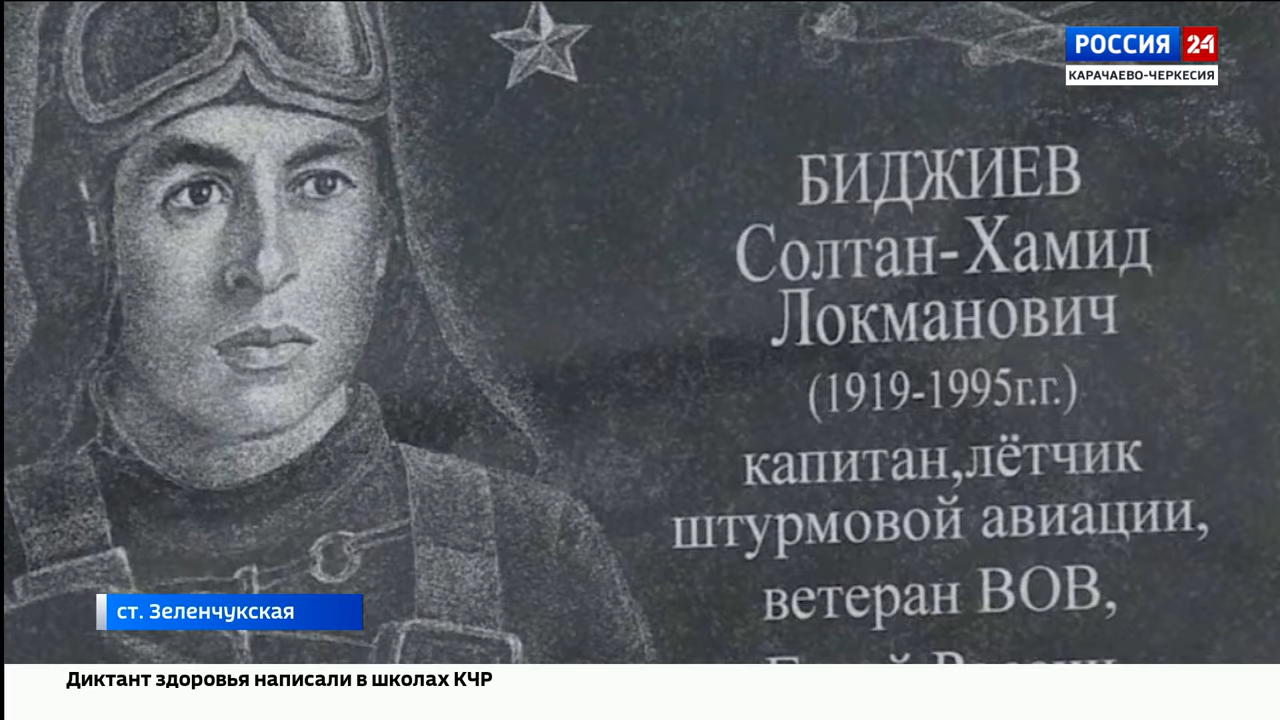 РОССИЯ 24
КАРАЧАЕВО-ЧЕРКЕСИЯ
БИДЖИЕВ
Солтан-Хамид
Локманович
(1919-1995г.г.)
капитан,лётчик
штурмовой авиации,
ветеран ВОВ,
ст. Зеленчукская
Диктант здоровья написали в школах КЧР